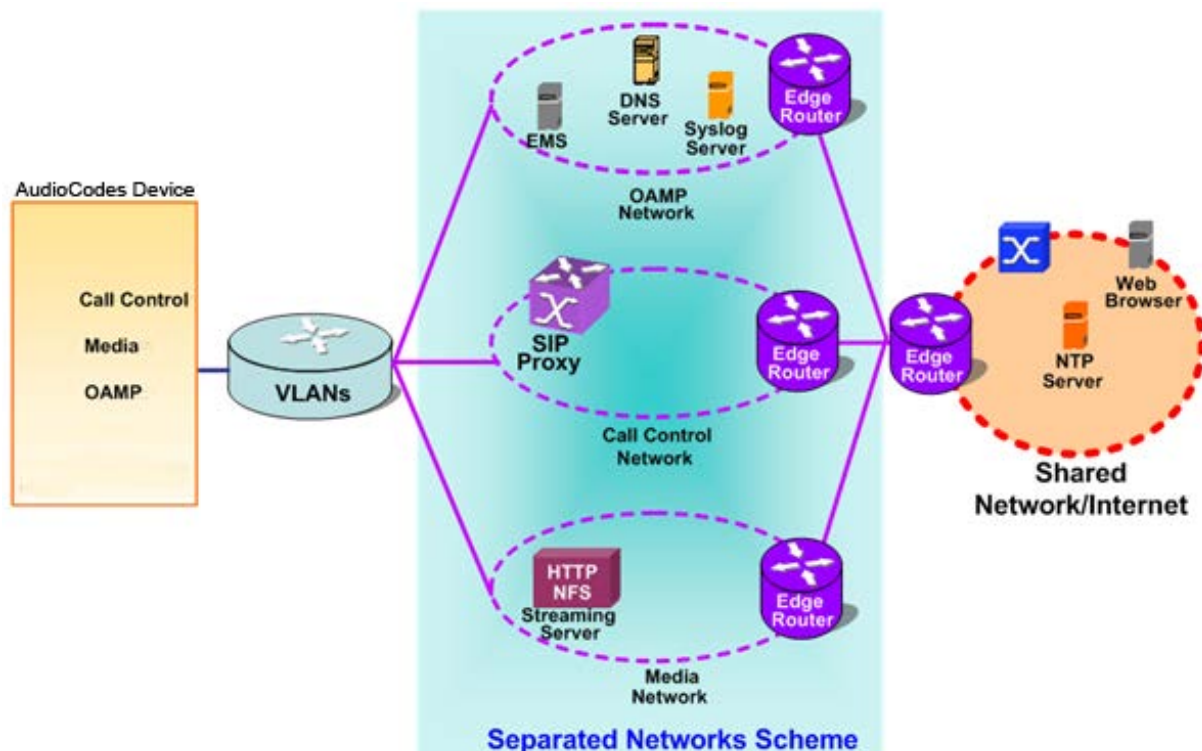 AudioCodes Device
Call Control
Media
OAMP
VLANs
EMS
DNS
Server
Syslog
Server
Edge
Router
OAMP
Network
SIP
Proxy
Edge
Router
Call Control
Network
HTTP
NFS
Streaming
Server
Edge
Router
Media
Network
Separated Networks Scheme
Edge
Router
Web
Browser
NTP
Server
Shared
Network/Internet